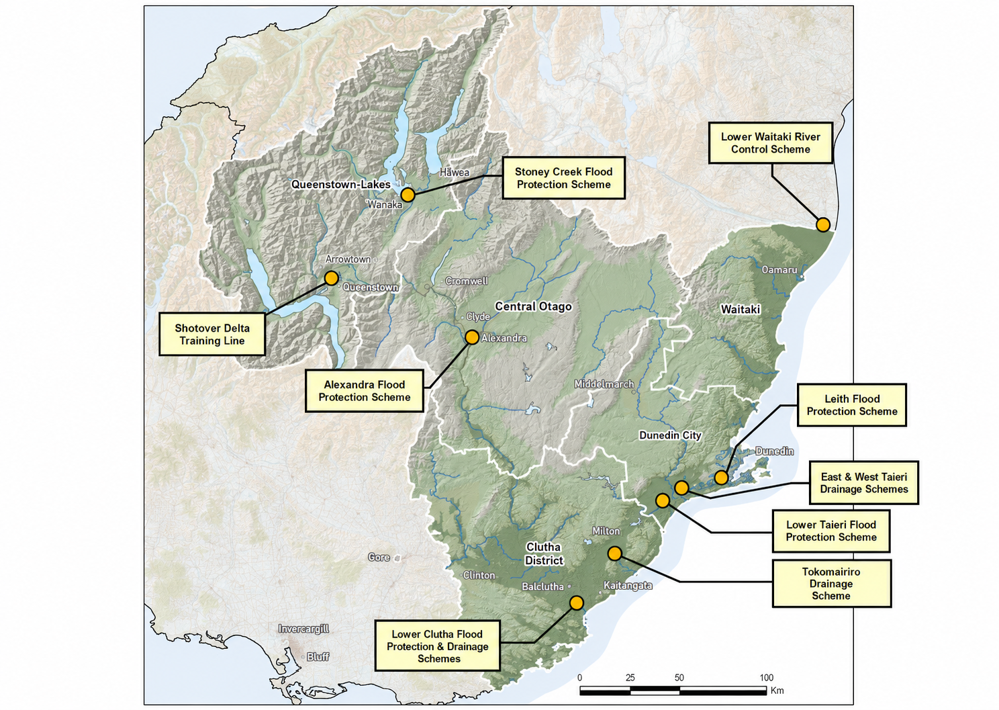 Lower Waitaki River
Control Scheme
Stoney Creek Flood
Protection Scheme
Hāwea
Queenstown-Lakes
Wanaka
Arrowtown
Oamaru
Queenstown
Cromwell
Central Otago
Waitaki
Clyde
Shotover Delta
Training Line
Alexandra
Alexandra Flood
Protection Scheme
Middelmarch
Leith Flood
Protection Scheme
Dunedin City
Dunedin
East & West Taieri
Drainage Schemes
Lower Taieri Flood
Protection Scheme
Milton
Clutha
District
Gore
Clinton
Balclutha
Kaitangata
Tokomairiro
Drainage
Scheme
Invercargill
Bluff
Lower Clutha Flood
Protection & Drainage
Schemes
0 25 50 100
Km